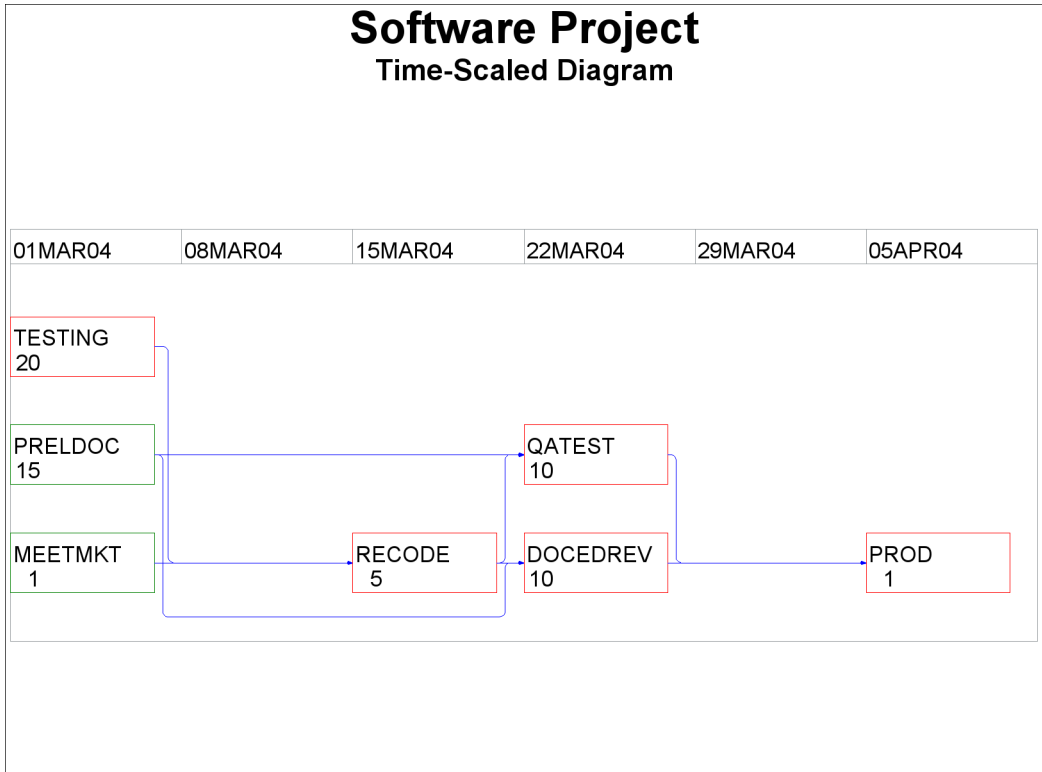 Software Project
Time-Scaled Diagram
01MAR04 08MAR04 15MAR04 22MAR04 29MAR04 05APR04
TESTING
20
PRELDOC
15
QATEST
10
MEETMKT
1
RECODE
5
DOCEDREV
10
PROD
1